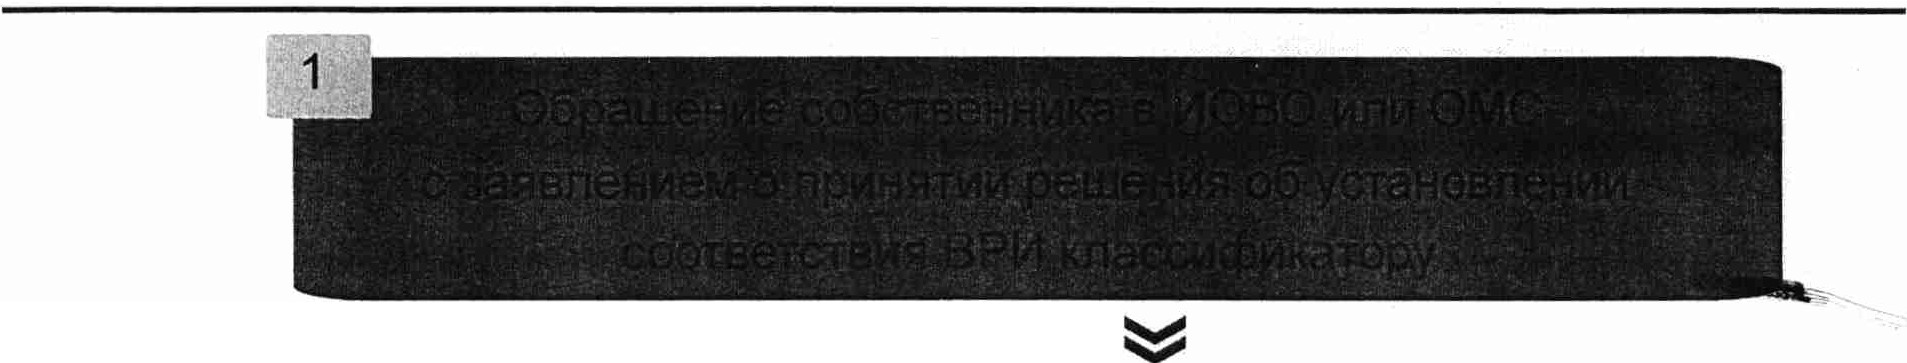 1
Обращение собственника в ИОВО или ОМС
с заявлением о принятии решения об установлении
соответствия ВРИ классификатору